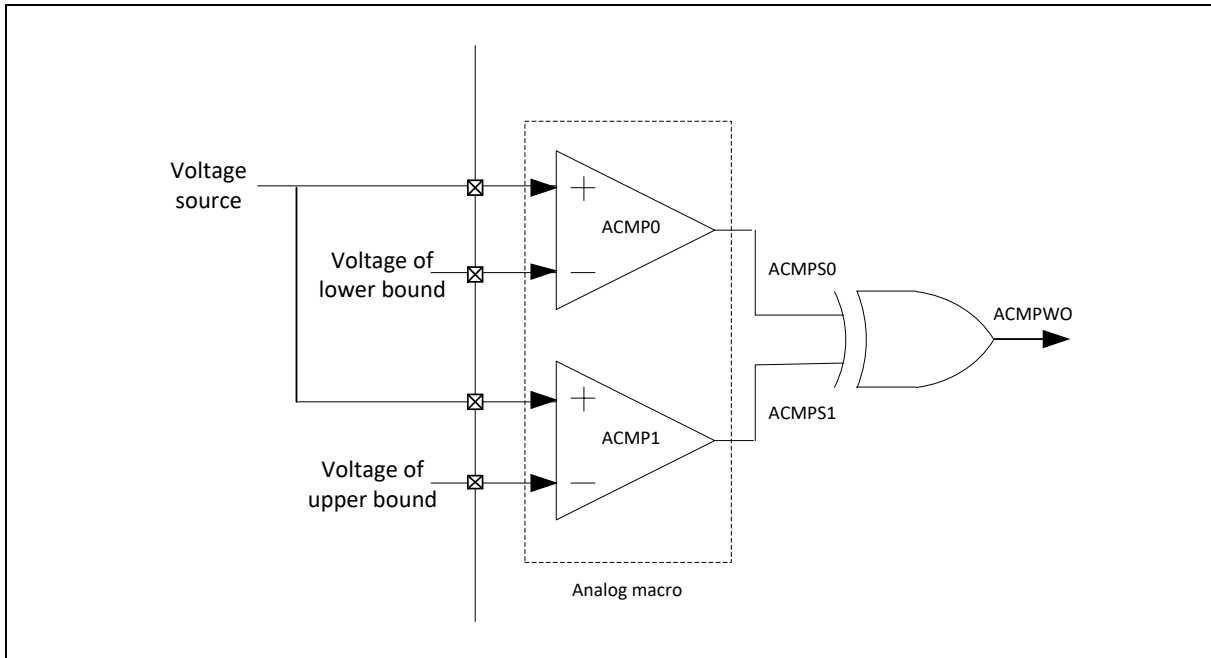 Voltage
source
+
ACMP0
−
Voltage of
lower bound
ACMPS0
ACMPWO
+
ACMP1
−
ACMPS1
Voltage of
upper bound
Analog macro